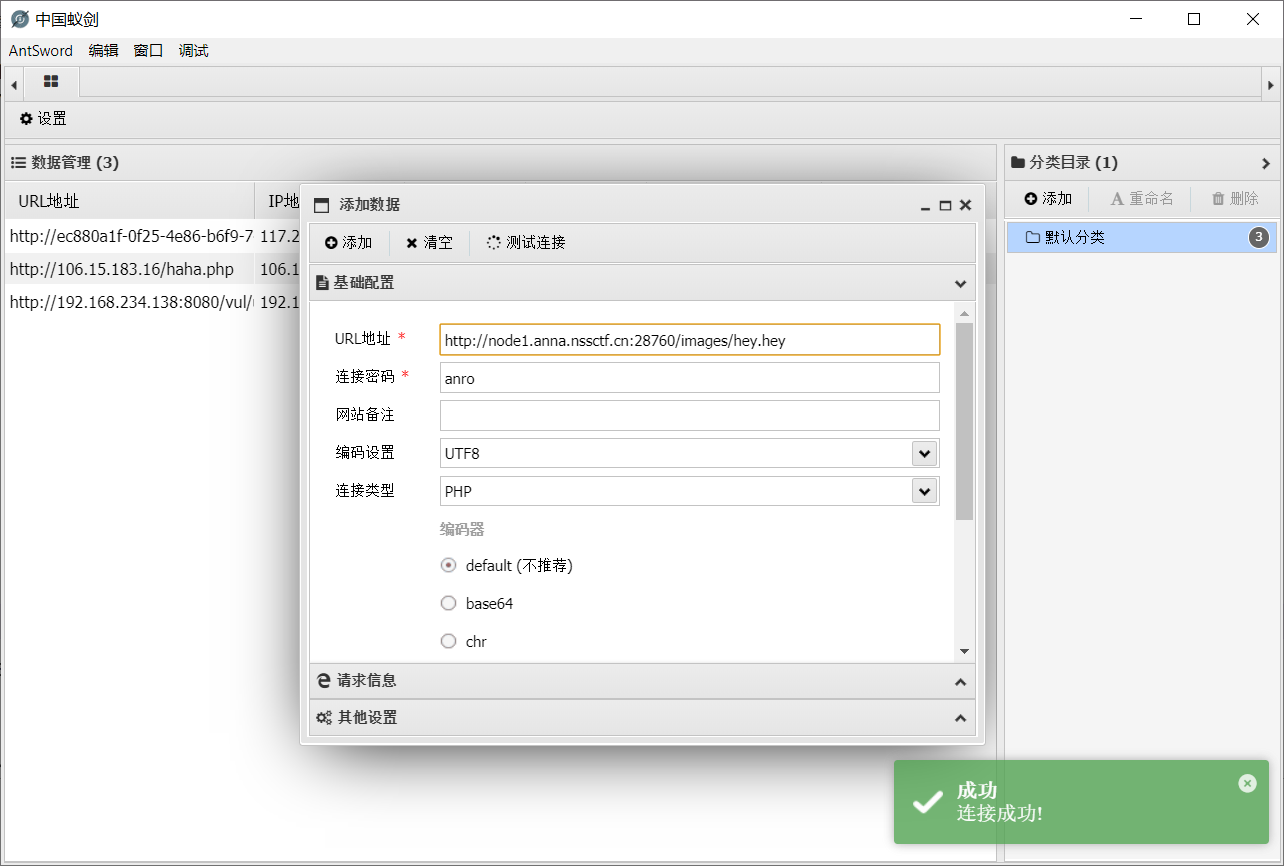 中国蚁剑
AntSword 编辑 窗口 调试
设置
数据管理 (3)
URL地址 IP地
http://ec880a1f-0f25-4e86-b6f9-7 117.2
http://106.15.183.16/haha.php 106.1
http://192.168.234.138:8080/vul/ 192.1
添加数据
添加 清空 测试连接
基础配置
URL地址 * http://node1.anna.nssctf.cn:28760/images/hey.hey
连接密码 * anro
网站备注
编码设置 UTF8
连接类型 PHP
编码器
default (不推荐)
base64
chr
请求信息
其他设置
分类目录 (1)
添加 重命名 删除
默认分类 3
成功
连接成功!